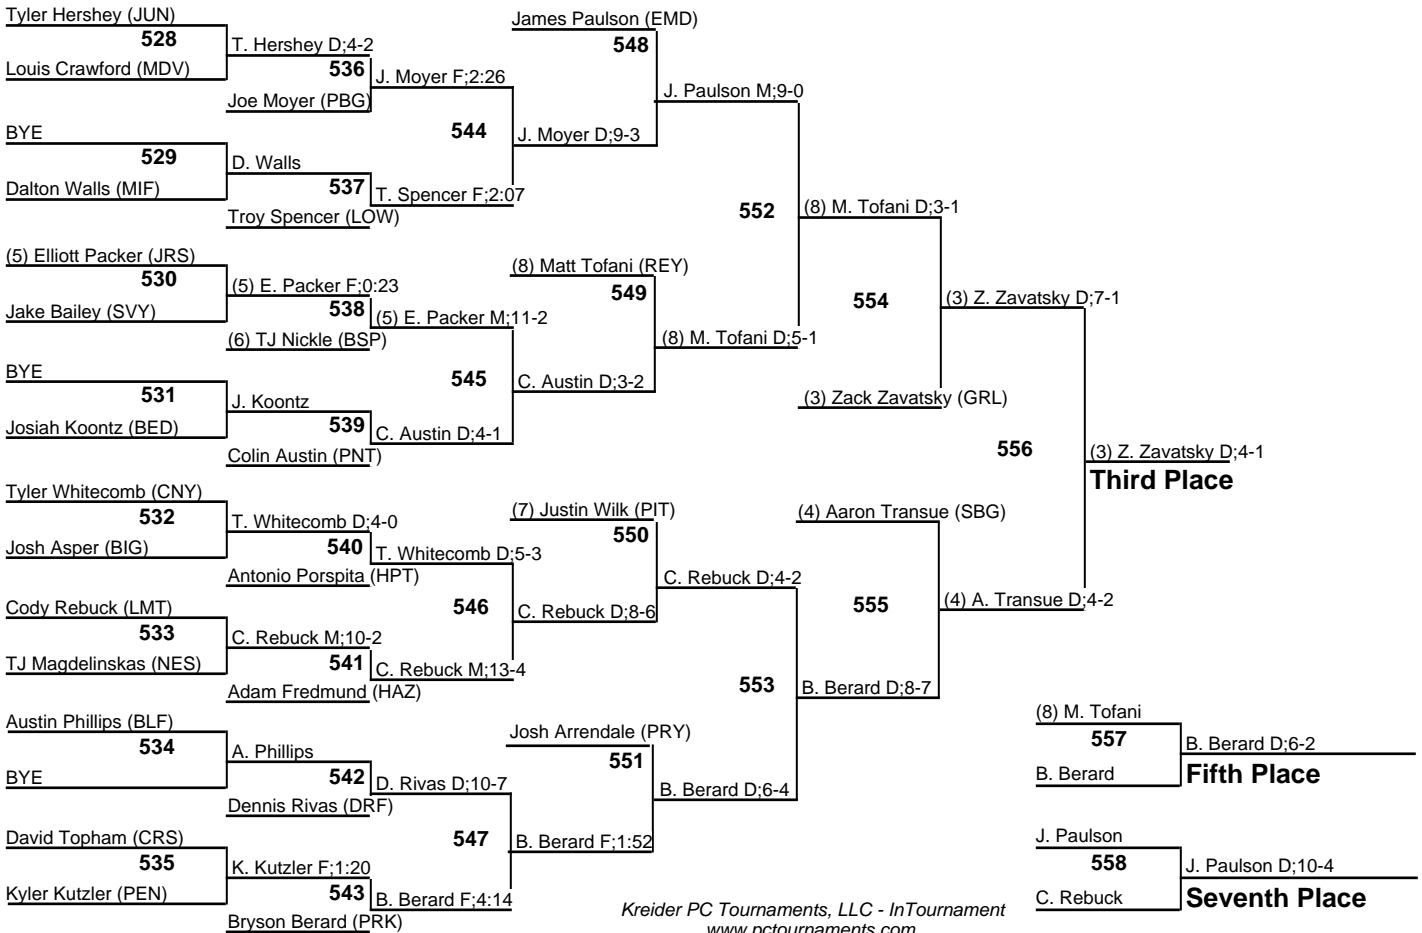 Tyler Hershey (JUN)
528
Louis Crawford (MDV)
T. Hershey D;4-2
536
Joe Moyer (PBG)
J. Moyer F;2:26
BYE
529
Dalton Walls (MIF)
D. Walls
537
Troy Spencer (LOW)
T. Spencer F;2:07
544
J. Moyer D;9-3
James Paulson (EMD)
548
J. Paulson M;9-0
(5) Elliott Packer (JRS)
530
Jake Bailey (SVY)
(5) E. Packer F;0:23
538
(6) TJ Nickle (BSP)
(5) E. Packer M;11-2
BYE
531
Josiah Koontz (BED)
J. Koontz
539
Colin Austin (PNT)
C. Austin D;4-1
545
C. Austin D;3-2
(8) Matt Tofani (REY)
549
(8) M. Tofani D;5-1
552
(8) M. Tofani D;3-1
554
(3) Zack Zavatsky (GRL)
(3) Z. Zavatsky D;7-1
Tyler Whitecomb (CNY)
532
Josh Asper (BIG)
T. Whitecomb D;4-0
540
Antonio Porspita (HPT)
T. Whitecomb D;5-3
Cody Rebuck (LMT)
533
TJ Magdelinskas (NES)
C. Rebuck M;10-2
541
Adam Fredmund (HAZ)
C. Rebuck M;13-4
546
C. Rebuck D;8-6
(7) Justin Wilk (PIT)
550
C. Rebuck D;4-2
Austin Phillips (BLF)
534
BYE
A. Phillips
542
Dennis Rivas (DRF)
D. Rivas D;10-7
David Topham (CRS)
535
Kyler Kutzler (PEN)
K. Kutzler F;1:20
543
Bryson Berard (PRK)
B. Berard F;4:14
547
B. Berard F;1:52
Josh Arrendale (PRY)
551
B. Berard D;6-4
553
B. Berard D;8-7
(4) Aaron Transue (SBG)
555
(4) A. Transue D;4-2
556
(3) Z. Zavatsky D;4-1
Third Place
(8) M. Tofani
557
B. Berard
B. Berard D;6-2
Fifth Place
J. Paulson
558
C. Rebuck
J. Paulson D;10-4
Seventh Place
Kreider PC Tournaments, LLC - InTournament
www.pctournaments.com